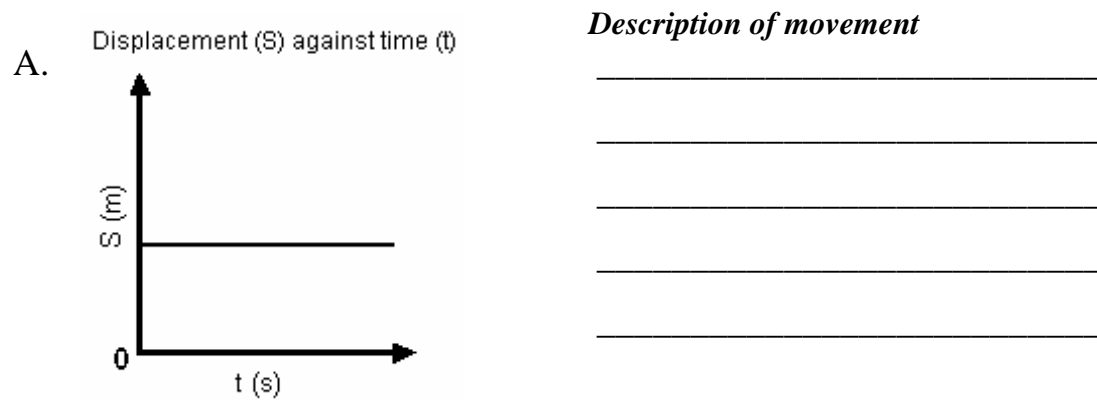 A.
Displacement (S) against time (t)
S (m)
0
t (s)
Description of movement